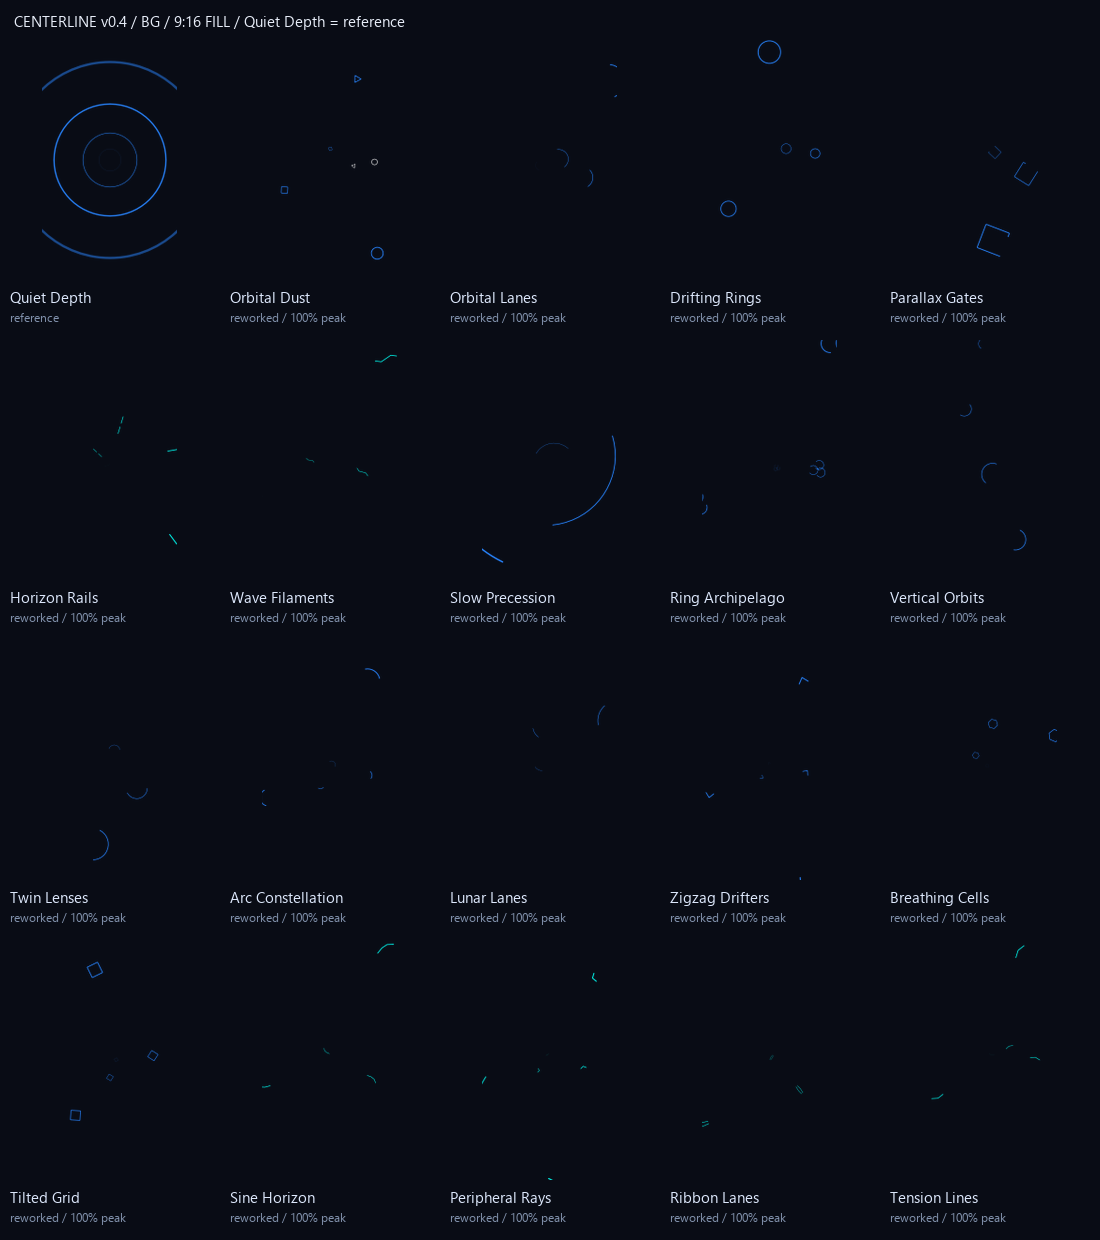 CENTERLINE v0.4 / BG / 9:16 FILL / Quiet Depth = reference
Quiet Depth
reference
Orbital Dust
reworked / 100% peak
Orbital Lanes
reworked / 100% peak
Drifting Rings
reworked / 100% peak
Parallax Gates
reworked / 100% peak
Horizon Rails
reworked / 100% peak
Wave Filaments
reworked / 100% peak
Slow Precession
reworked / 100% peak
Ring Archipelago
reworked / 100% peak
Vertical Orbits
reworked / 100% peak
Twin Lenses
reworked / 100% peak
Arc Constellation
reworked / 100% peak
Lunar Lanes
reworked / 100% peak
Zigzag Drifters
reworked / 100% peak
Breathing Cells
reworked / 100% peak
Tilted Grid
reworked / 100% peak
Sine Horizon
reworked / 100% peak
Peripheral Rays
reworked / 100% peak
Ribbon Lanes
reworked / 100% peak
Tension Lines
reworked / 100% peak